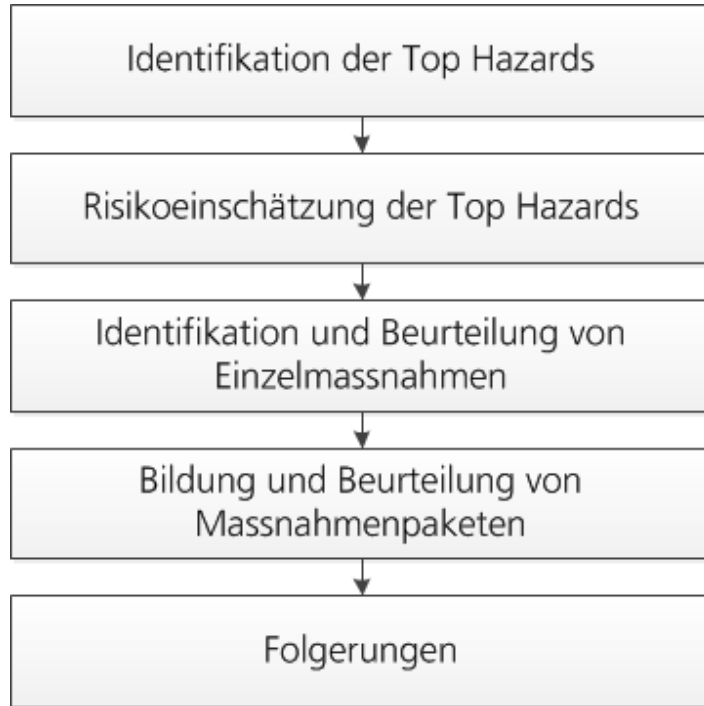 Identifikation der Top Hazards
Risikoeinschätzung der Top Hazards
Identifikation und Beurteilung von
Einzelmassnahmen
Bildung und Beurteilung von
Massnahmenpaketen
Folgerungen